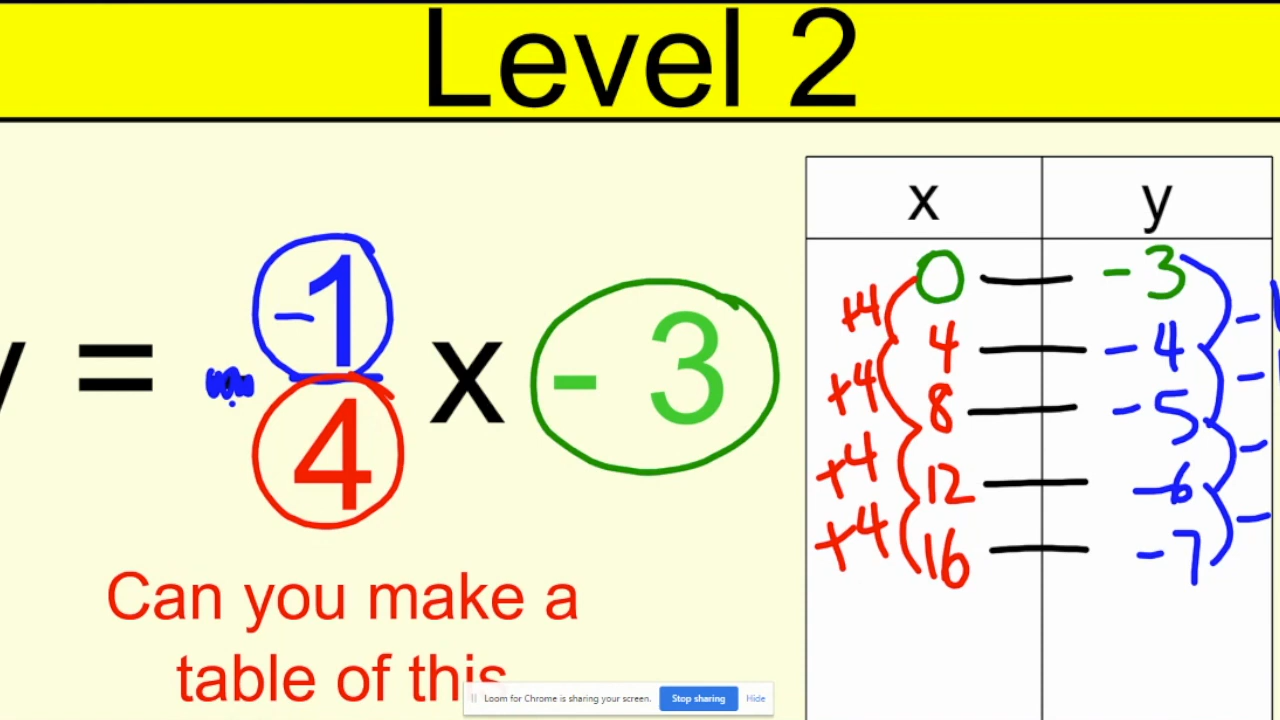 Level 2
x y
y = -1/4 x - 3
0 — -3
4 — -4
8 — -5
12 — -6
16 — -7
+4
+4
+4
+4
-
-
-
-
Can you make a
table of this
Loom for Chrome is sharing your screen. Stop sharing Hide